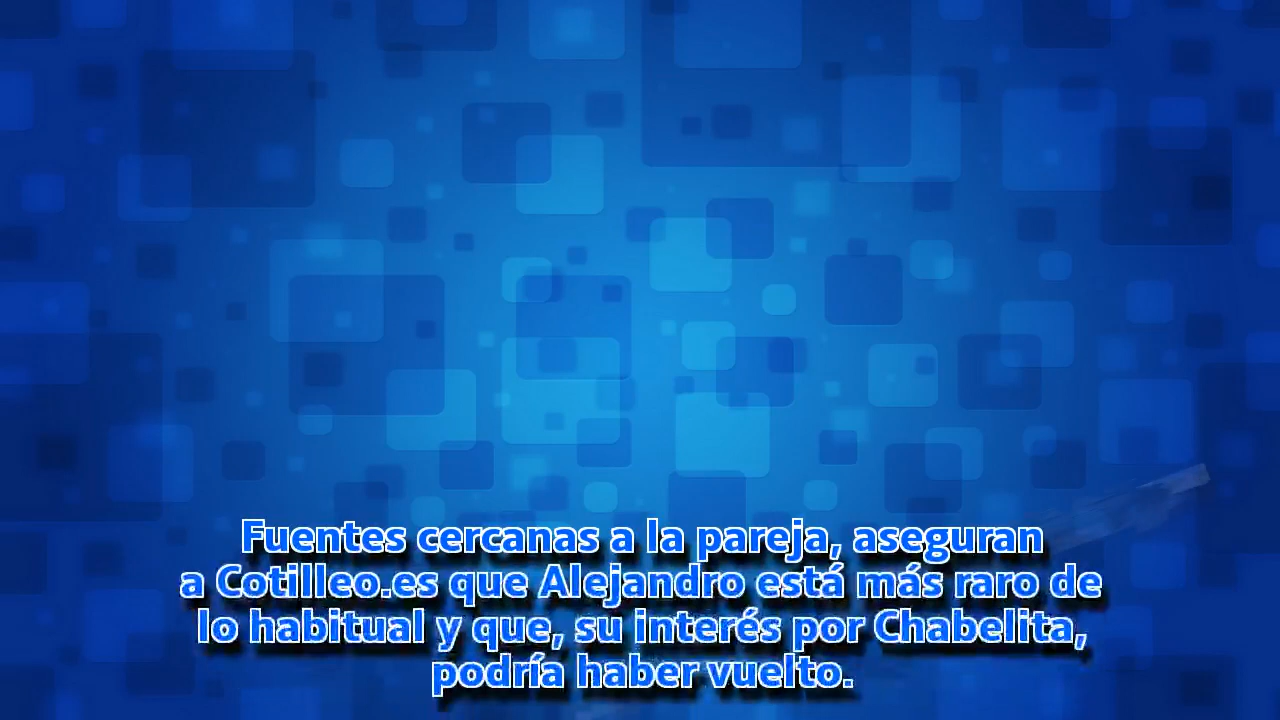 Fuentes cercanas a la pareja, aseguran
a Cotilleo.es que Alejandro está más raro de
lo habitual y que, su interés por Chabelita,
podría haber vuelto.